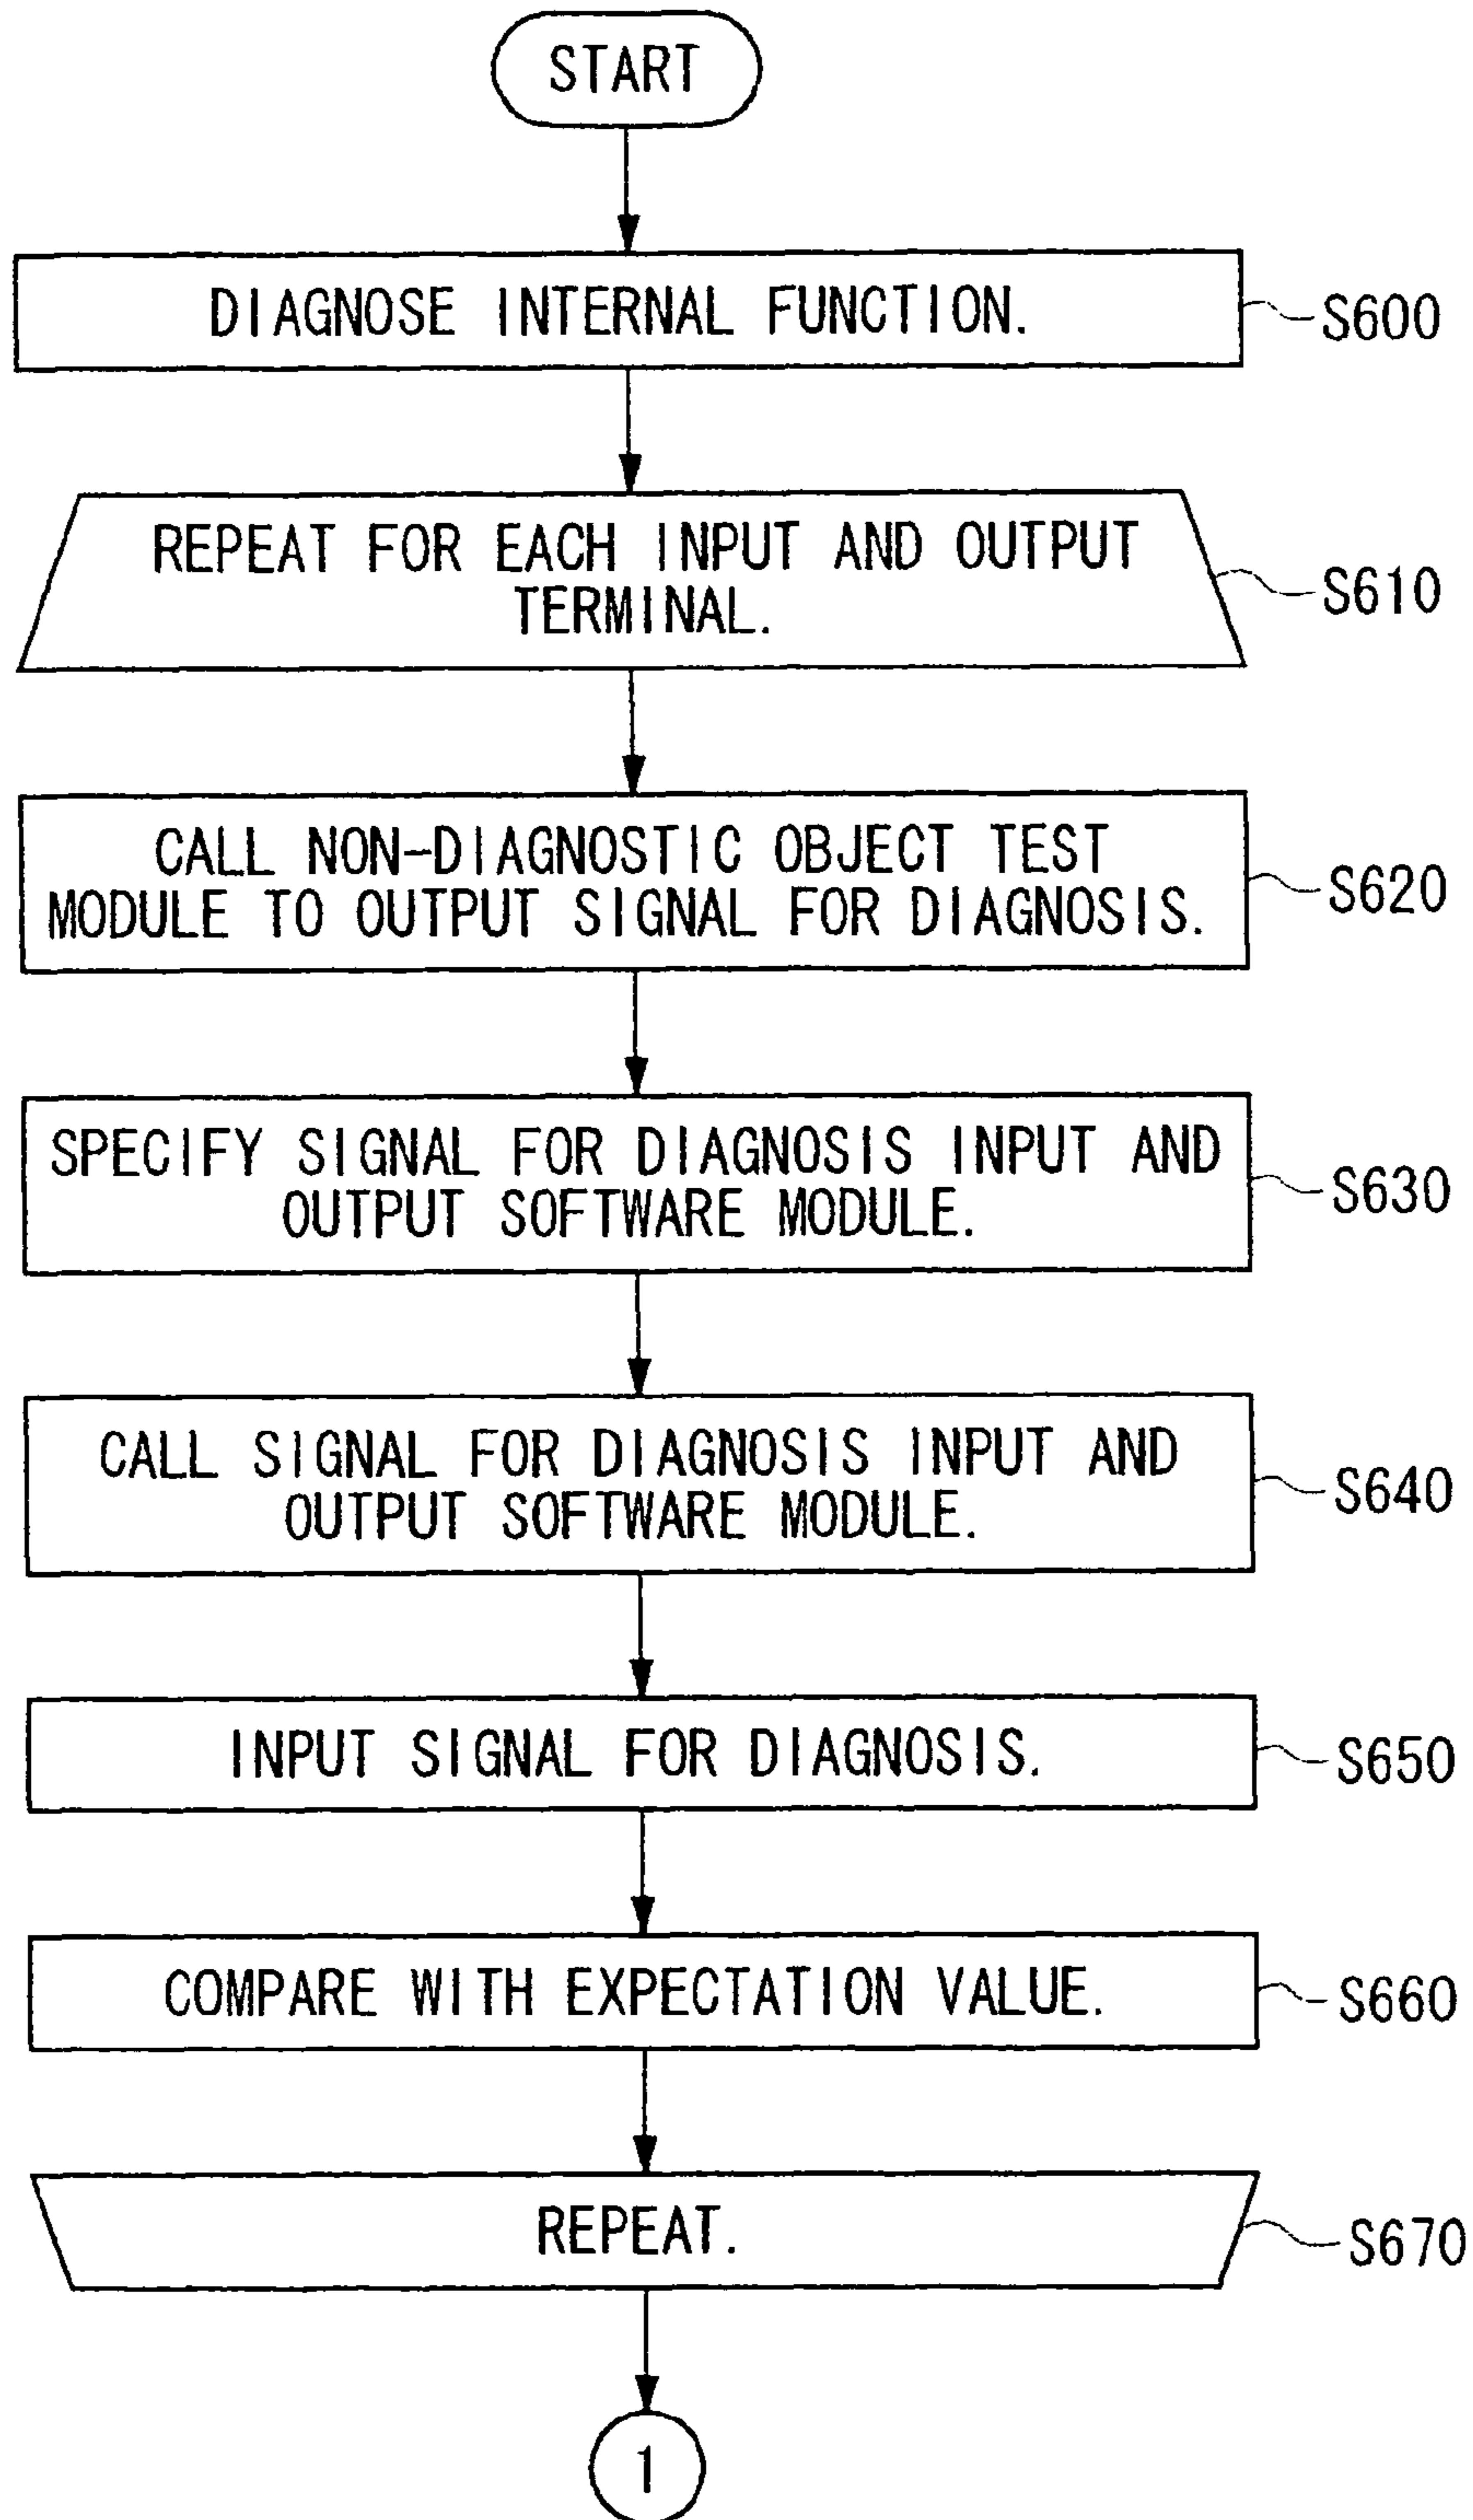 START
DIAGNOSE INTERNAL FUNCTION.
S600
REPEAT FOR EACH INPUT AND OUTPUT
TERMINAL.
S610
CALL NON-DIAGNOSTIC OBJECT TEST
MODULE TO OUTPUT SIGNAL FOR DIAGNOSIS.
S620
SPECIFY SIGNAL FOR DIAGNOSIS INPUT AND
OUTPUT SOFTWARE MODULE.
S630
CALL SIGNAL FOR DIAGNOSIS INPUT AND
OUTPUT SOFTWARE MODULE.
S640
INPUT SIGNAL FOR DIAGNOSIS.
S650
COMPARE WITH EXPECTATION VALUE.
S660
REPEAT.
S670
1